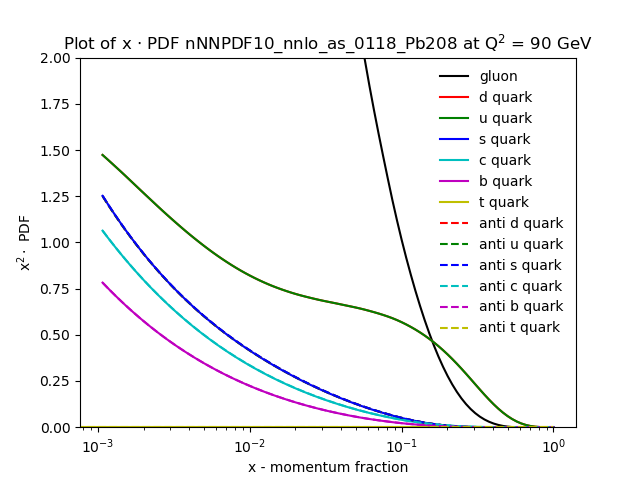 Plot of x · PDF nNNPDF10_nnlo_as_0118_Pb208 at Q² = 90 GeV
2.00
1.75
1.50
1.25
1.00
0.75
0.50
0.25
0.00
x² · PDF
10⁻³
10⁻²
10⁻¹
10⁰
x - momentum fraction
gluon
d quark
u quark
s quark
c quark
b quark
t quark
anti d quark
anti u quark
anti s quark
anti c quark
anti b quark
anti t quark